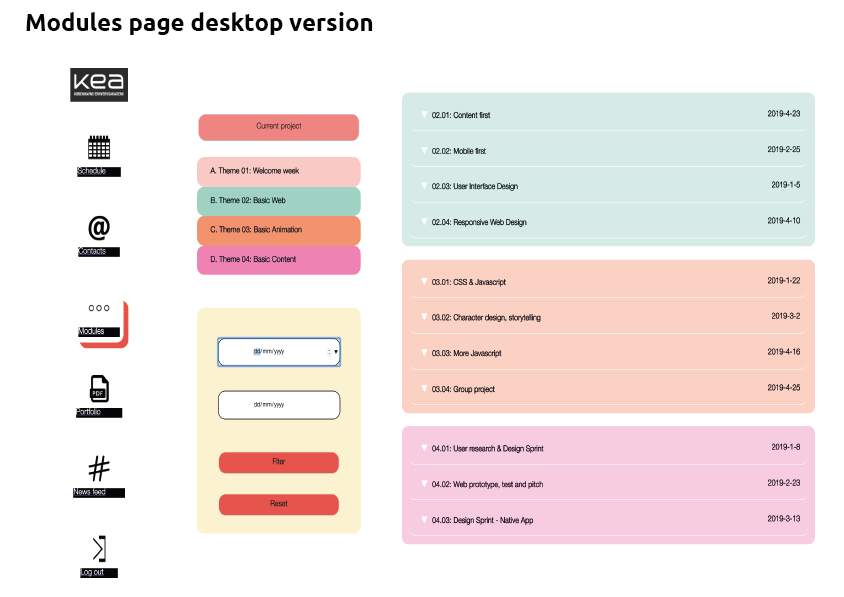 Modules page desktop version
kea
KØBENHAVNS ERHVERVSAKADEMI
Schedule
@
Contacts
Modules
PDF
Portfolio
#
News feed
Log out
Current project
A. Theme 01: Welcome week
B. Theme 02: Basic Web
C. Theme 03: Basic Animation
D. Theme 04: Basic Content
dd/mm/yyyy
dd/mm/yyyy
Filter
Reset
02.01: Content first 2019-4-23
02.02: Mobile first 2019-2-25
02.03: User Interface Design 2019-1-5
02.04: Responsive Web Design 2019-4-10
03.01: CSS & Javascript 2019-1-22
03.02: Character design, storytelling 2019-3-2
03.03: More Javascript 2019-4-16
03.04: Group project 2019-4-25
04.01: User research & Design Sprint 2019-1-8
04.02: Web prototype, test and pitch 2019-2-23
04.03: Design Sprint - Native App 2019-3-13